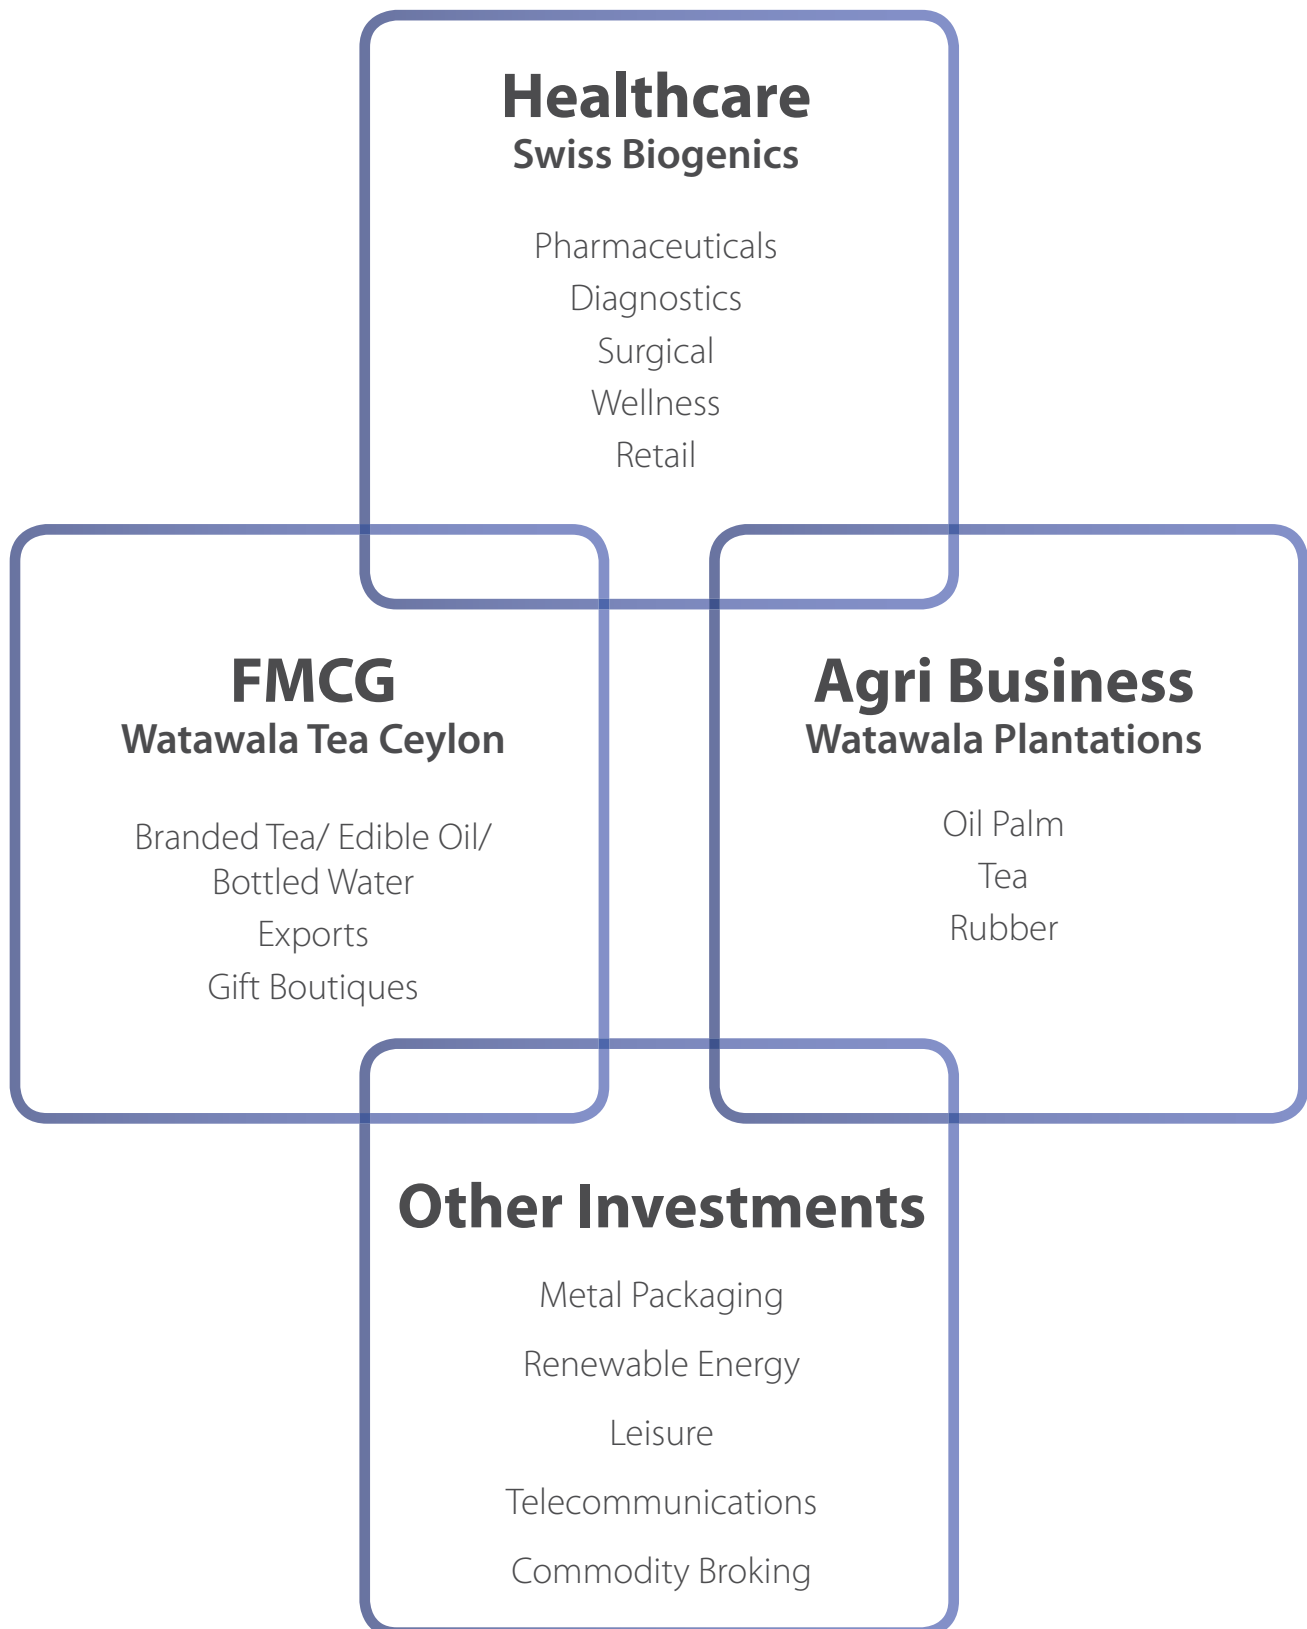 Healthcare
Swiss Biogenics
Pharmaceuticals
Diagnostics
Surgical
Wellness
Retail
FMCG
Watawala Tea Ceylon
Branded Tea/ Edible Oil/
Bottled Water
Exports
Gift Boutiques
Agri Business
Watawala Plantations
Oil Palm
Tea
Rubber
Other Investments
Metal Packaging
Renewable Energy
Leisure
Telecommunications
Commodity Broking